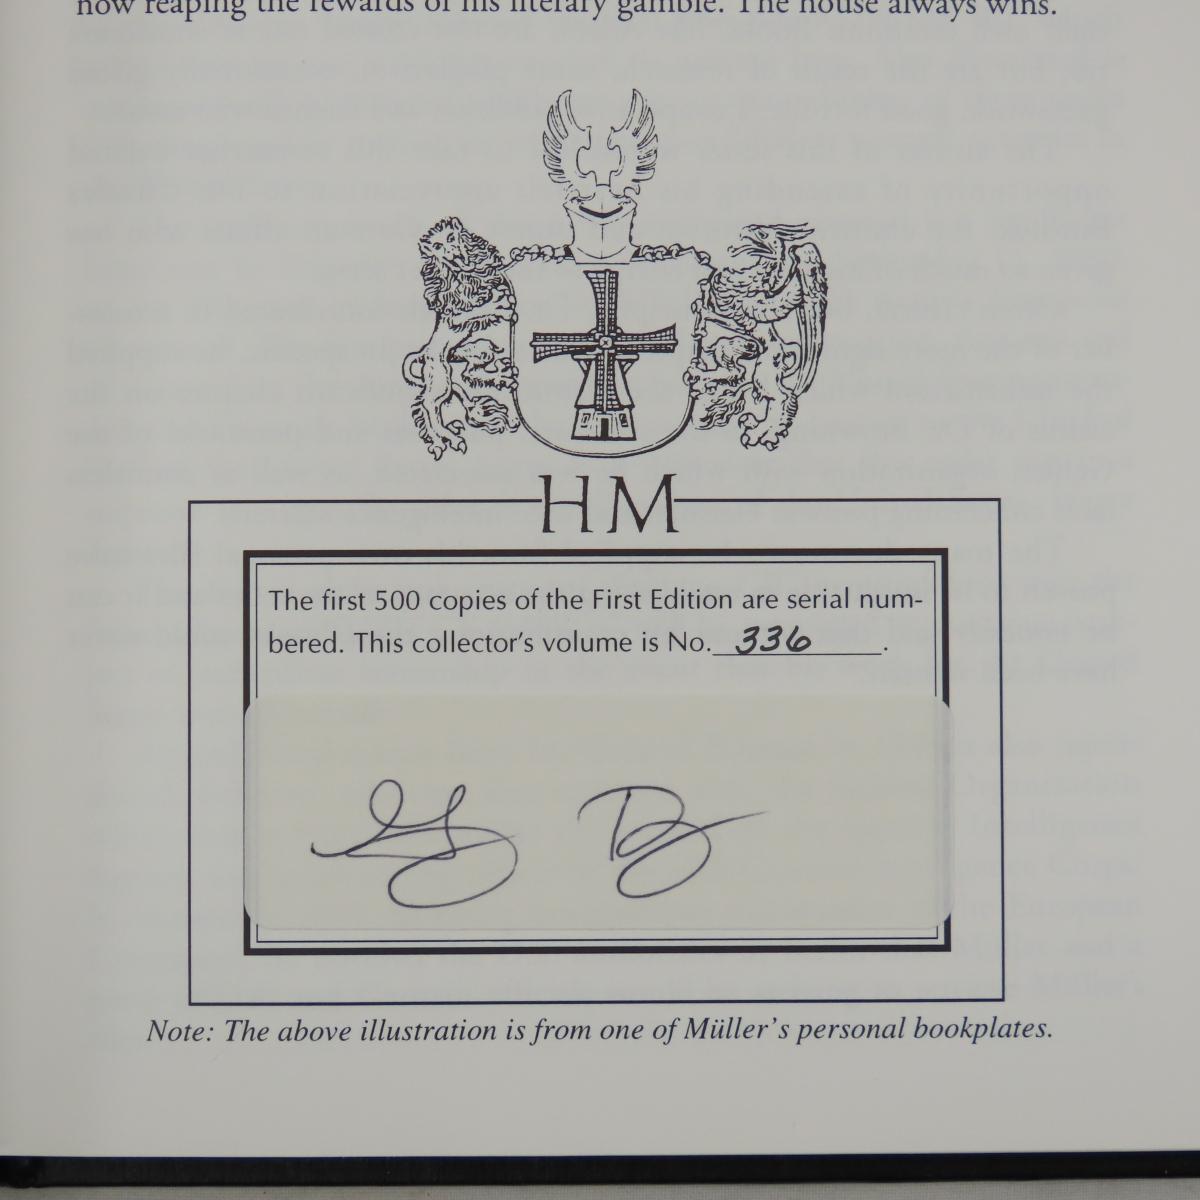 now reaping the rewards of his literary gamble. The house always wins.
HM
The first 500 copies of the First Edition are serial num-
bered. This collector's volume is No. 336.
Note: The above illustration is from one of Müller's personal bookplates.